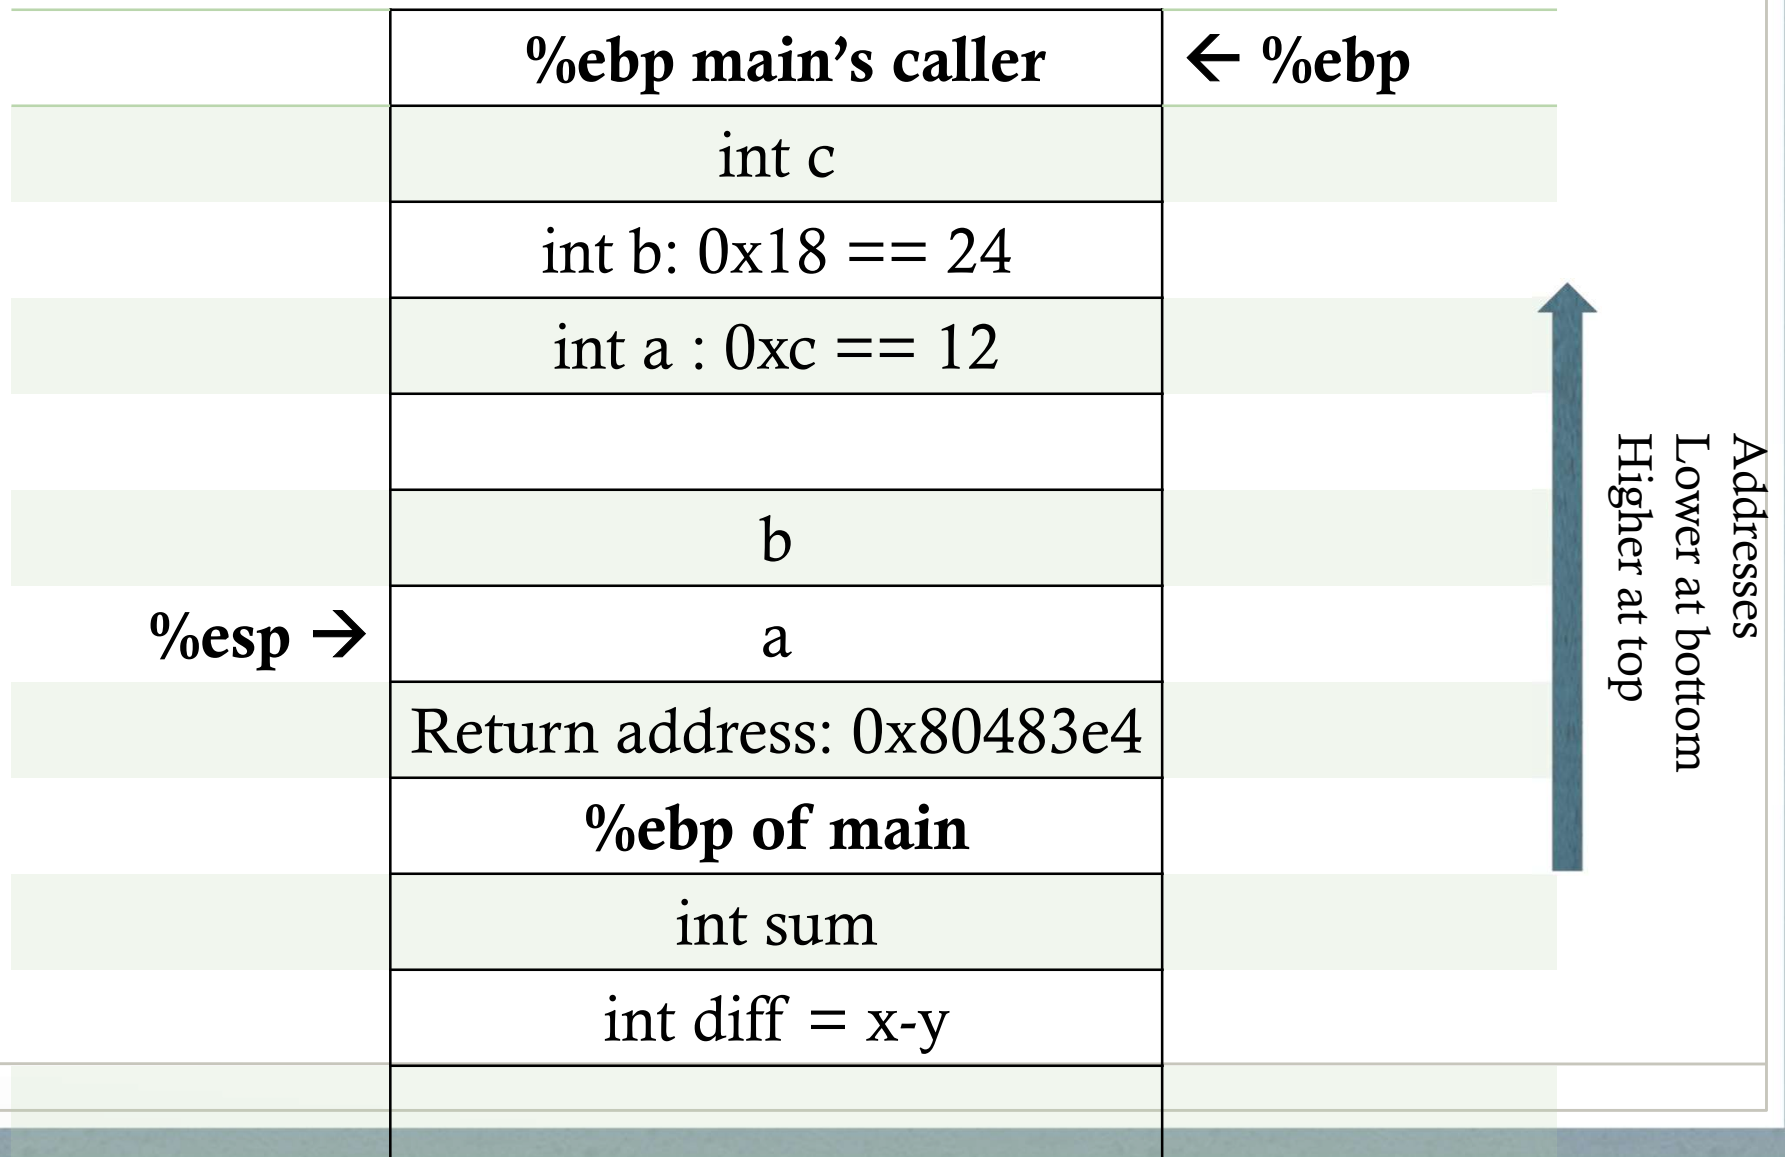 %ebp main’s caller
← %ebp
int c
int b: 0x18 == 24
int a : 0xc == 12
b
%esp →
a
Return address: 0x80483e4
%ebp of main
int sum
int diff = x-y
Addresses
Lower at bottom
Higher at top